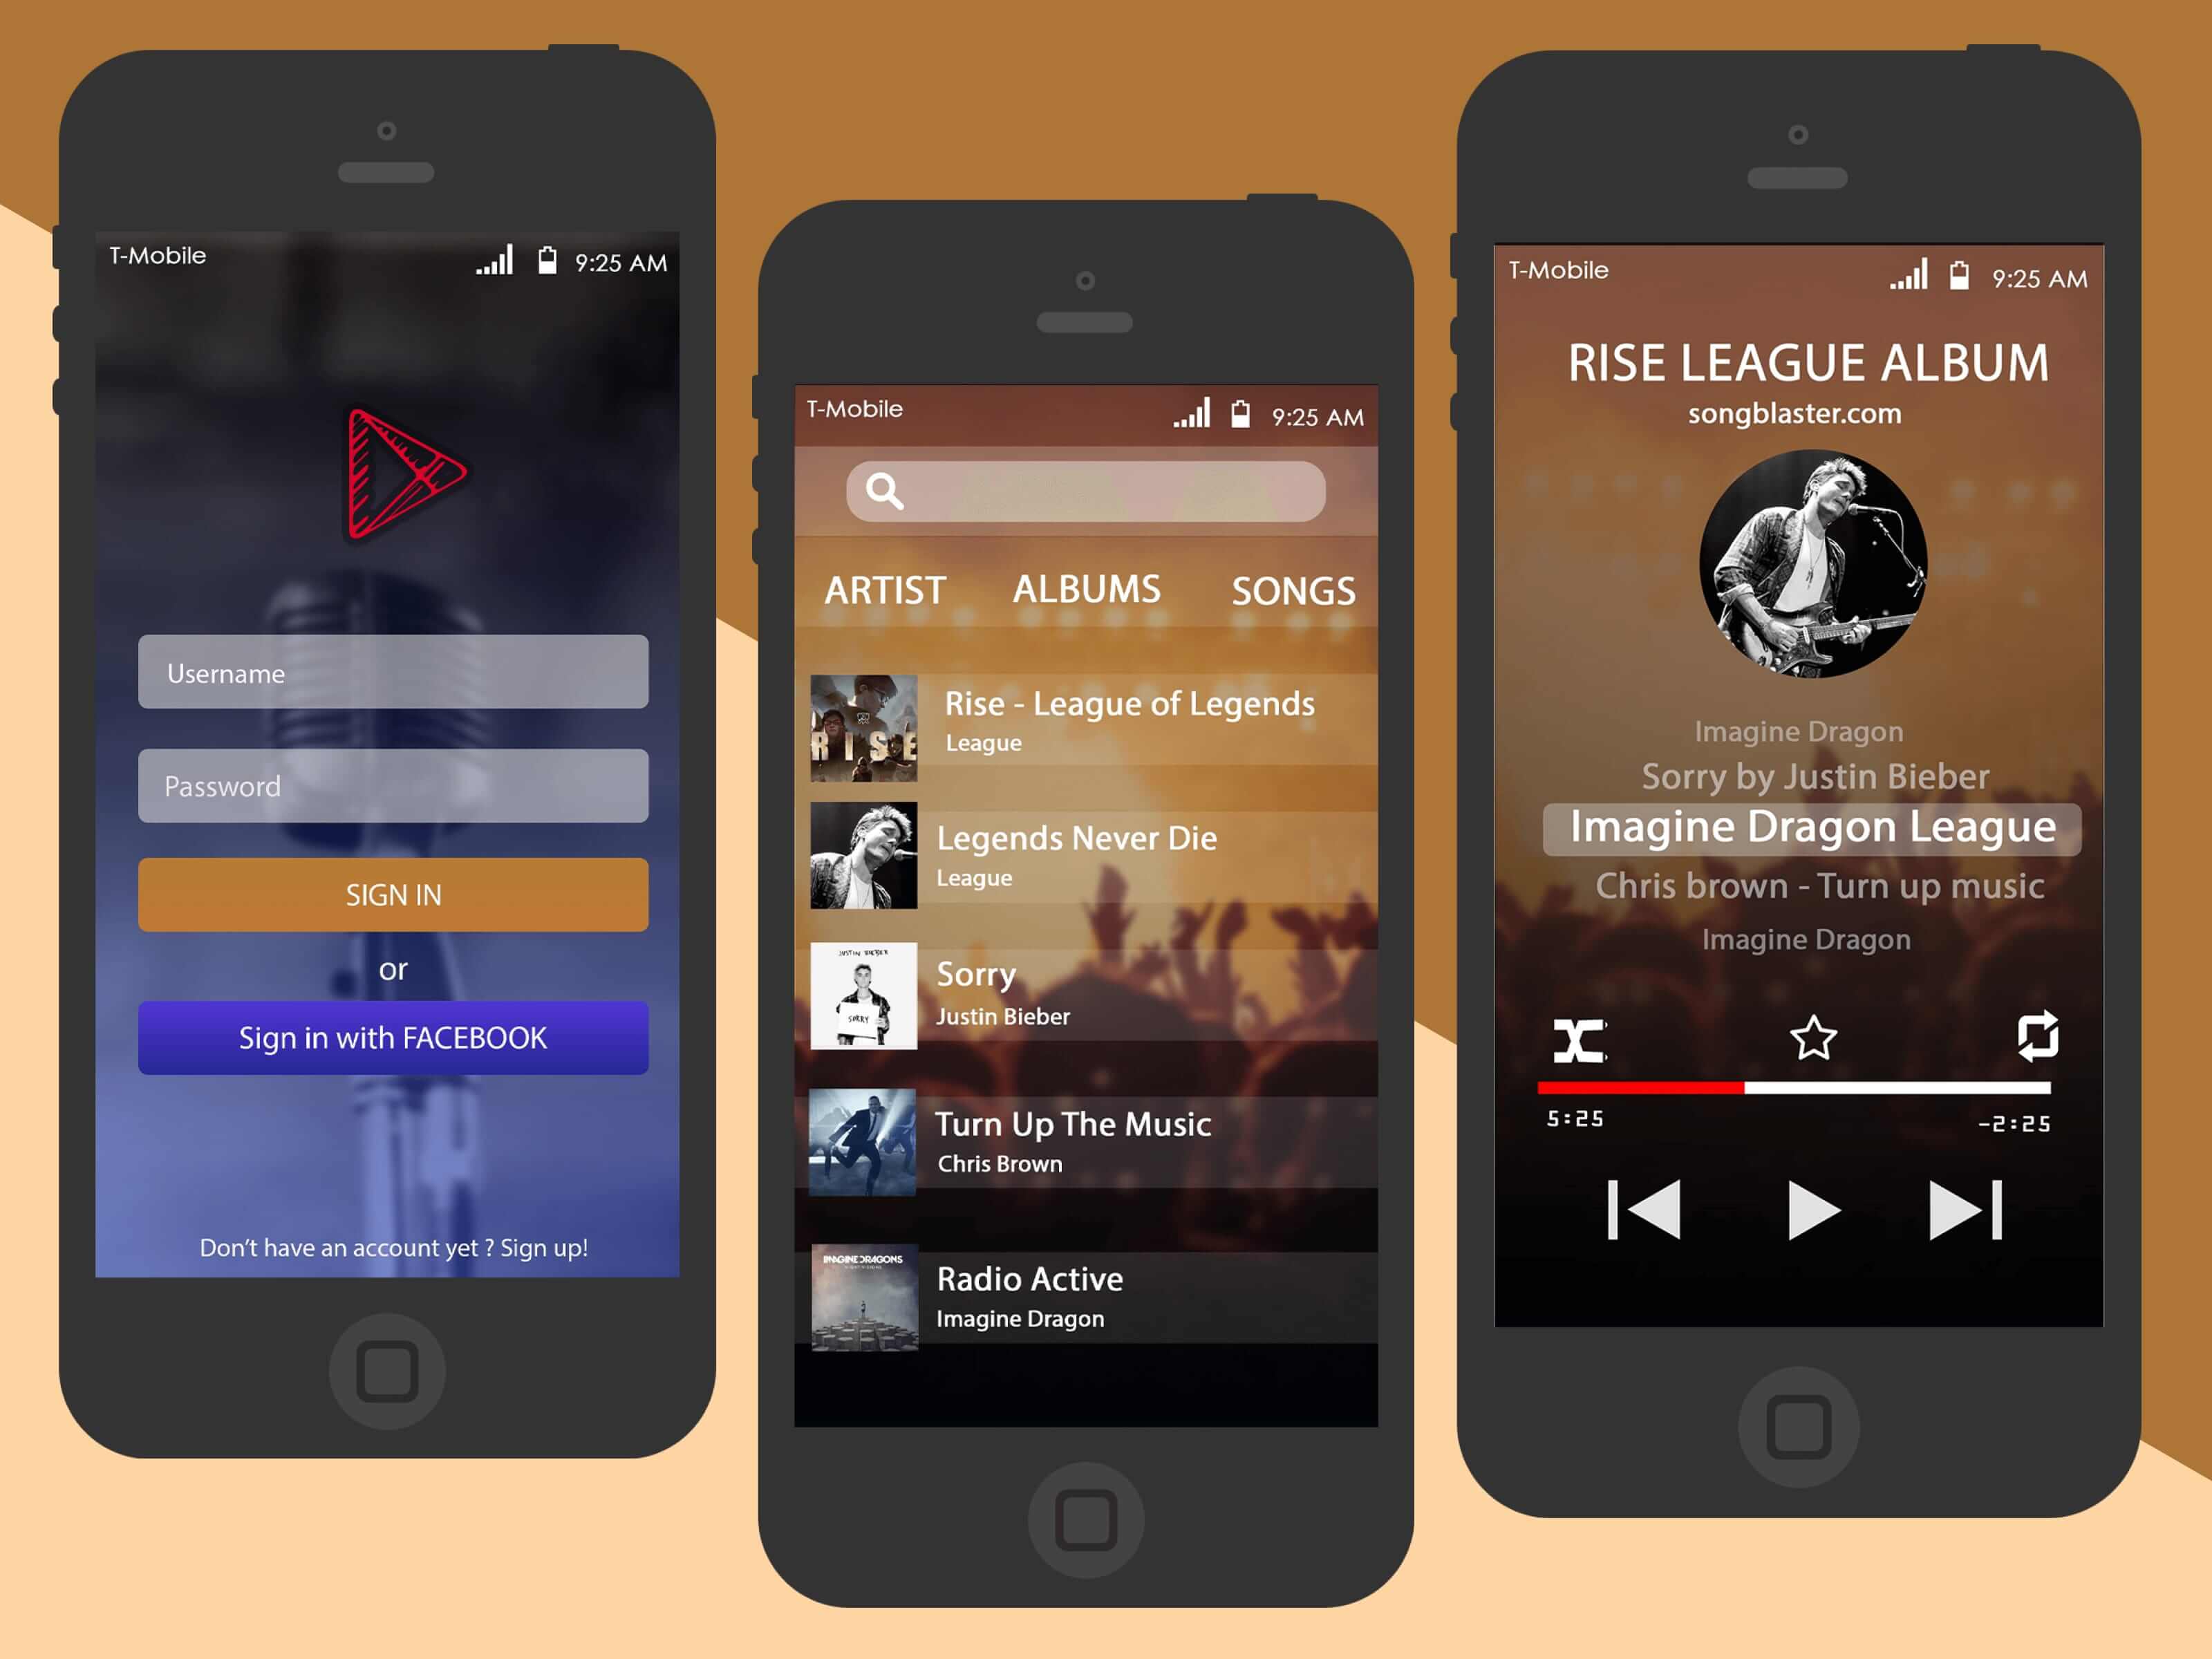 T-Mobile
9:25 AM
Username
Password
SIGN IN
or
Sign in with FACEBOOK
Don't have an account yet ? Sign up!
T-Mobile
9:25 AM
ARTIST
ALBUMS
SONGS
RISE
Rise - League of Legends
League
Legends Never Die
League
JUSTIN BIEBER
SORRY
Sorry
Justin Bieber
Turn Up The Music
Chris Brown
IMAGINE DRAGONS
Radio Active
Imagine Dragon
T-Mobile
9:25 AM
RISE LEAGUE ALBUM
songblaster.com
Imagine Dragon
Sorry by Justin Bieber
Imagine Dragon League
Chris brown - Turn up music
Imagine Dragon
5:25
-2:25